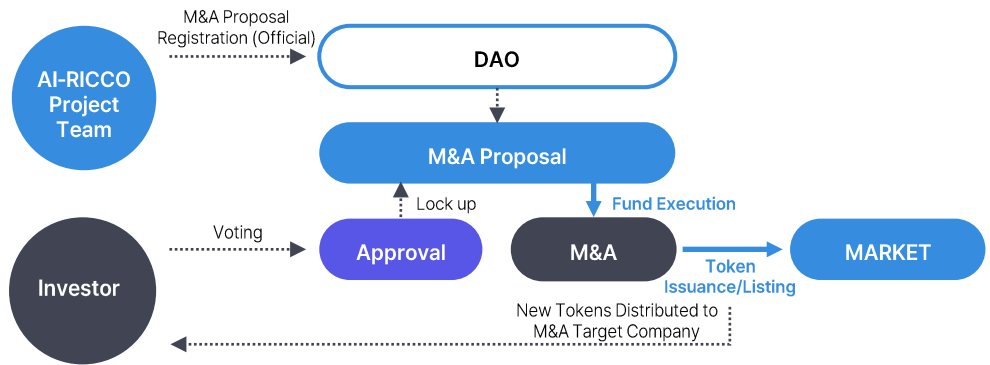 M&A Proposal
Registration (Official)
AI-RICCO
Project
Team
DAO
M&A Proposal
Lock up
Fund Execution
Investor
Voting
Approval
M&A
MARKET
Token
Issuance/Listing
New Tokens Distributed to
M&A Target Company